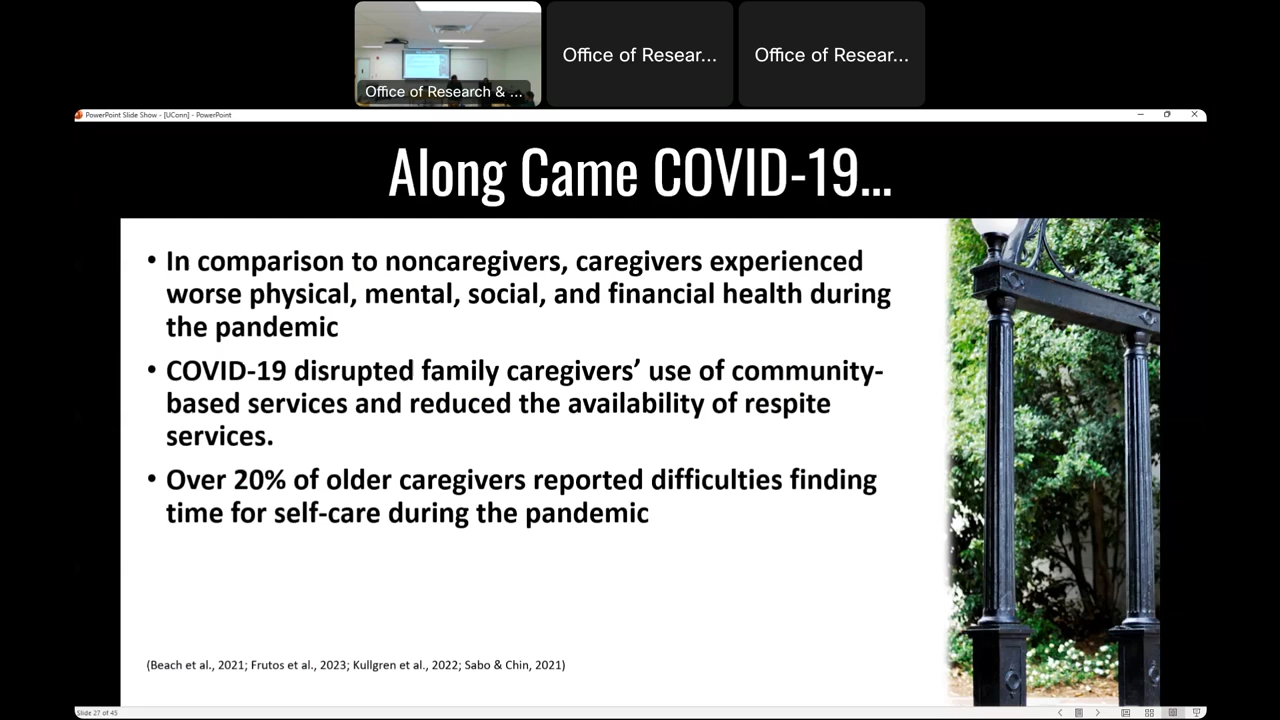 Office of Research & ...
Office of Resear...
Office of Resear...
PowerPoint Slide Show - [UConn] - PowerPoint
Along Came COVID-19...
• In comparison to noncaregivers, caregivers experienced
worse physical, mental, social, and financial health during
the pandemic
• COVID-19 disrupted family caregivers’ use of community-
based services and reduced the availability of respite
services.
• Over 20% of older caregivers reported difficulties finding
time for self-care during the pandemic
(Beach et al., 2021; Frutos et al., 2023; Kullgren et al., 2022; Sabo & Chin, 2021)
Slide 27 of 45